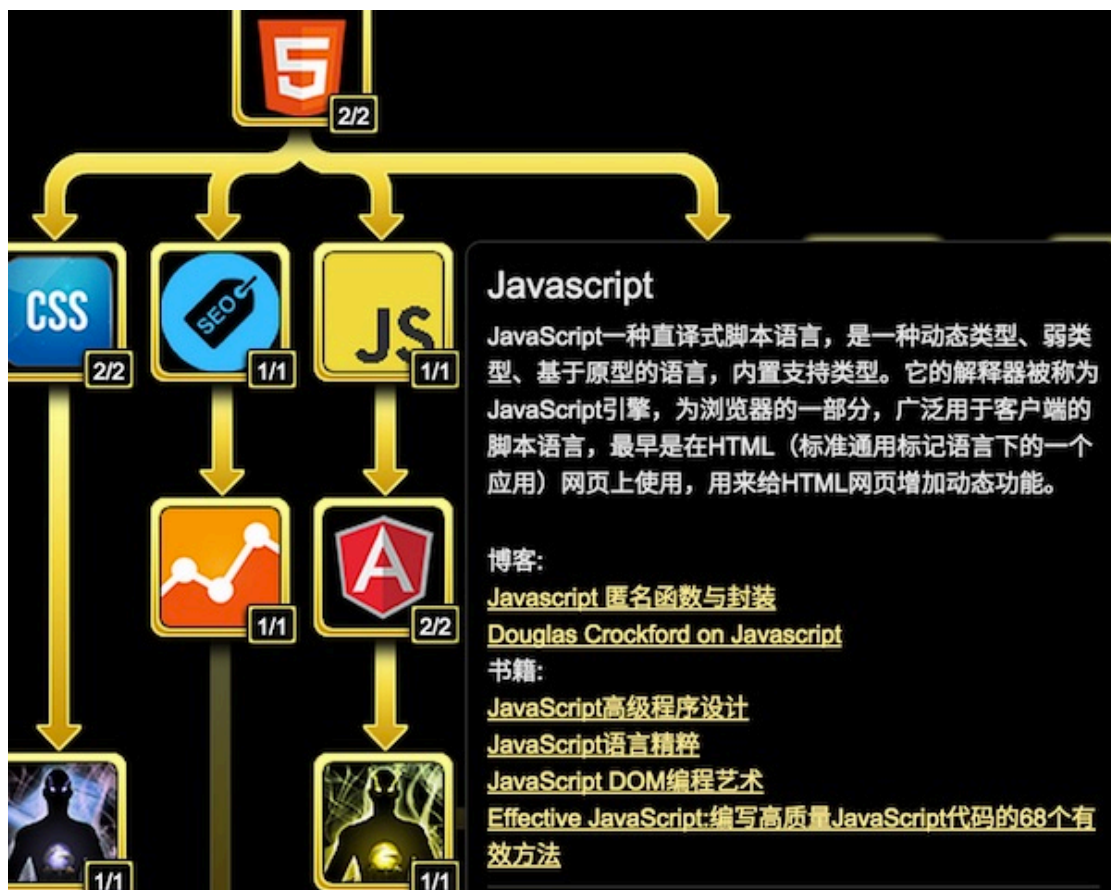 5
2/2
CSS
2/2
SEO
1/1
JS
1/1
1/1
A
2/2
1/1
1/1
Javascript
JavaScript一种直译式脚本语言，是一种动态类型、弱类
型、基于原型的语言，内置支持类型。它的解释器被称为
JavaScript引擎，为浏览器的一部分，广泛用于客户端的
脚本语言，最早是在HTML（标准通用标记语言下的一个
应用）网页上使用，用来给HTML网页增加动态功能。
博客:
Javascript 匿名函数与封装
Douglas Crockford on Javascript
书籍:
JavaScript高级程序设计
JavaScript语言精粹
JavaScript DOM编程艺术
Effective JavaScript:编写高质量JavaScript代码的68个有
效方法